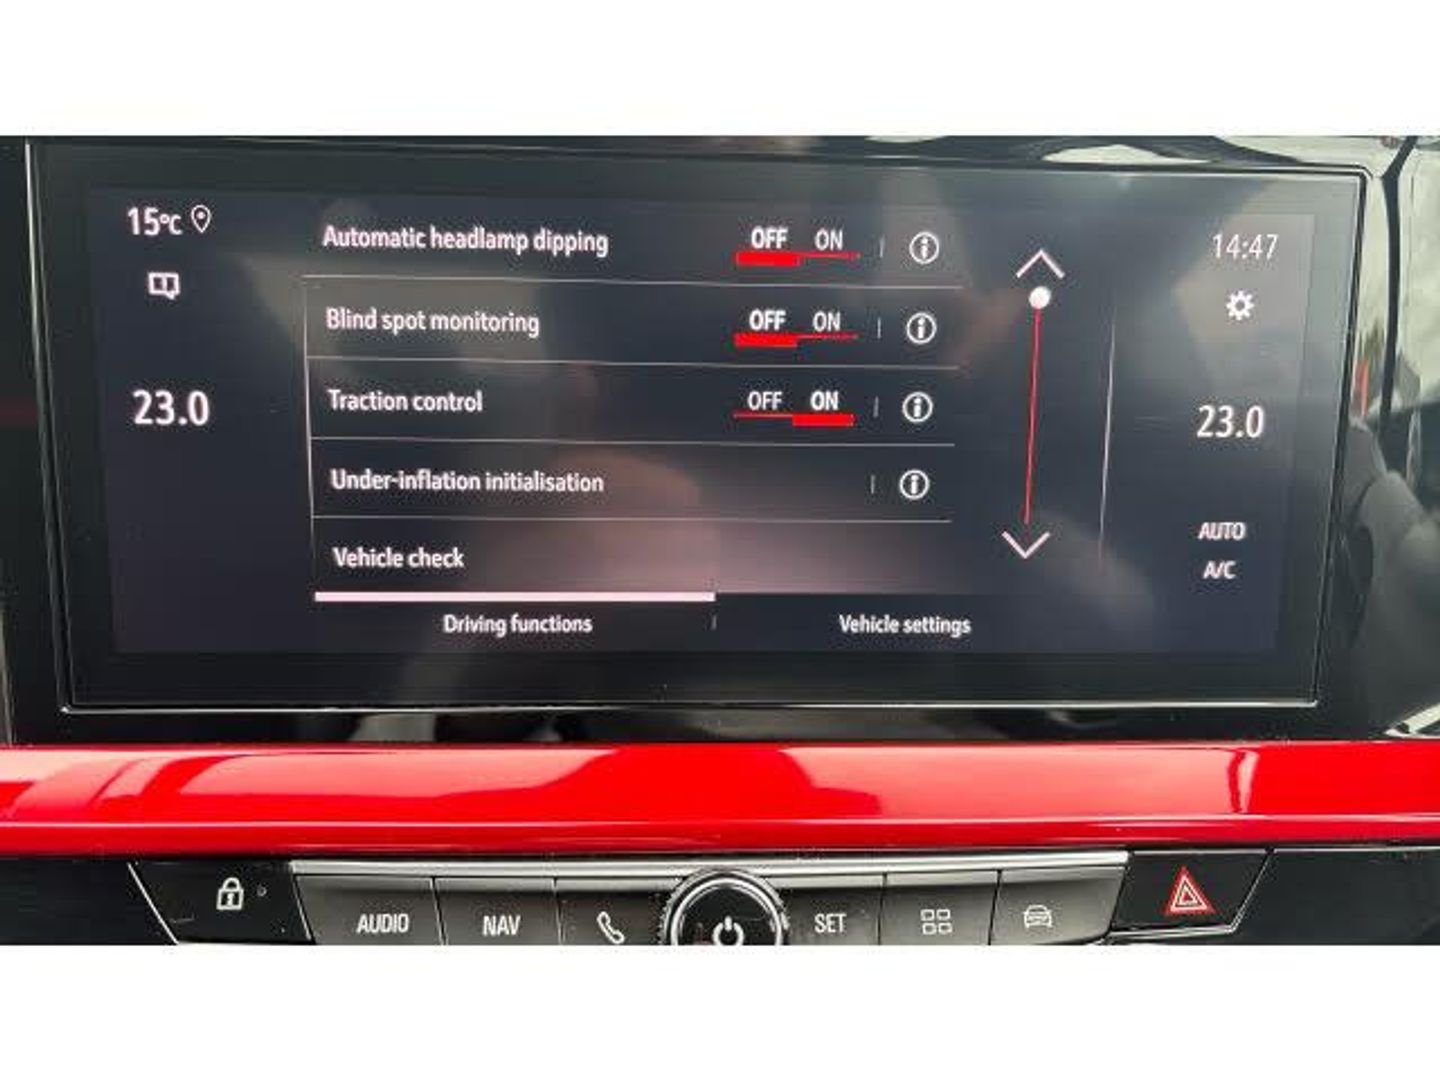 15°C
Automatic headlamp dipping OFF ON
14:47
Blind spot monitoring OFF ON
23.0
Traction control OFF ON
23.0
Under-inflation initialisation
AUTO
Vehicle check
A/C
Driving functions Vehicle settings
AUDIO NAV SET